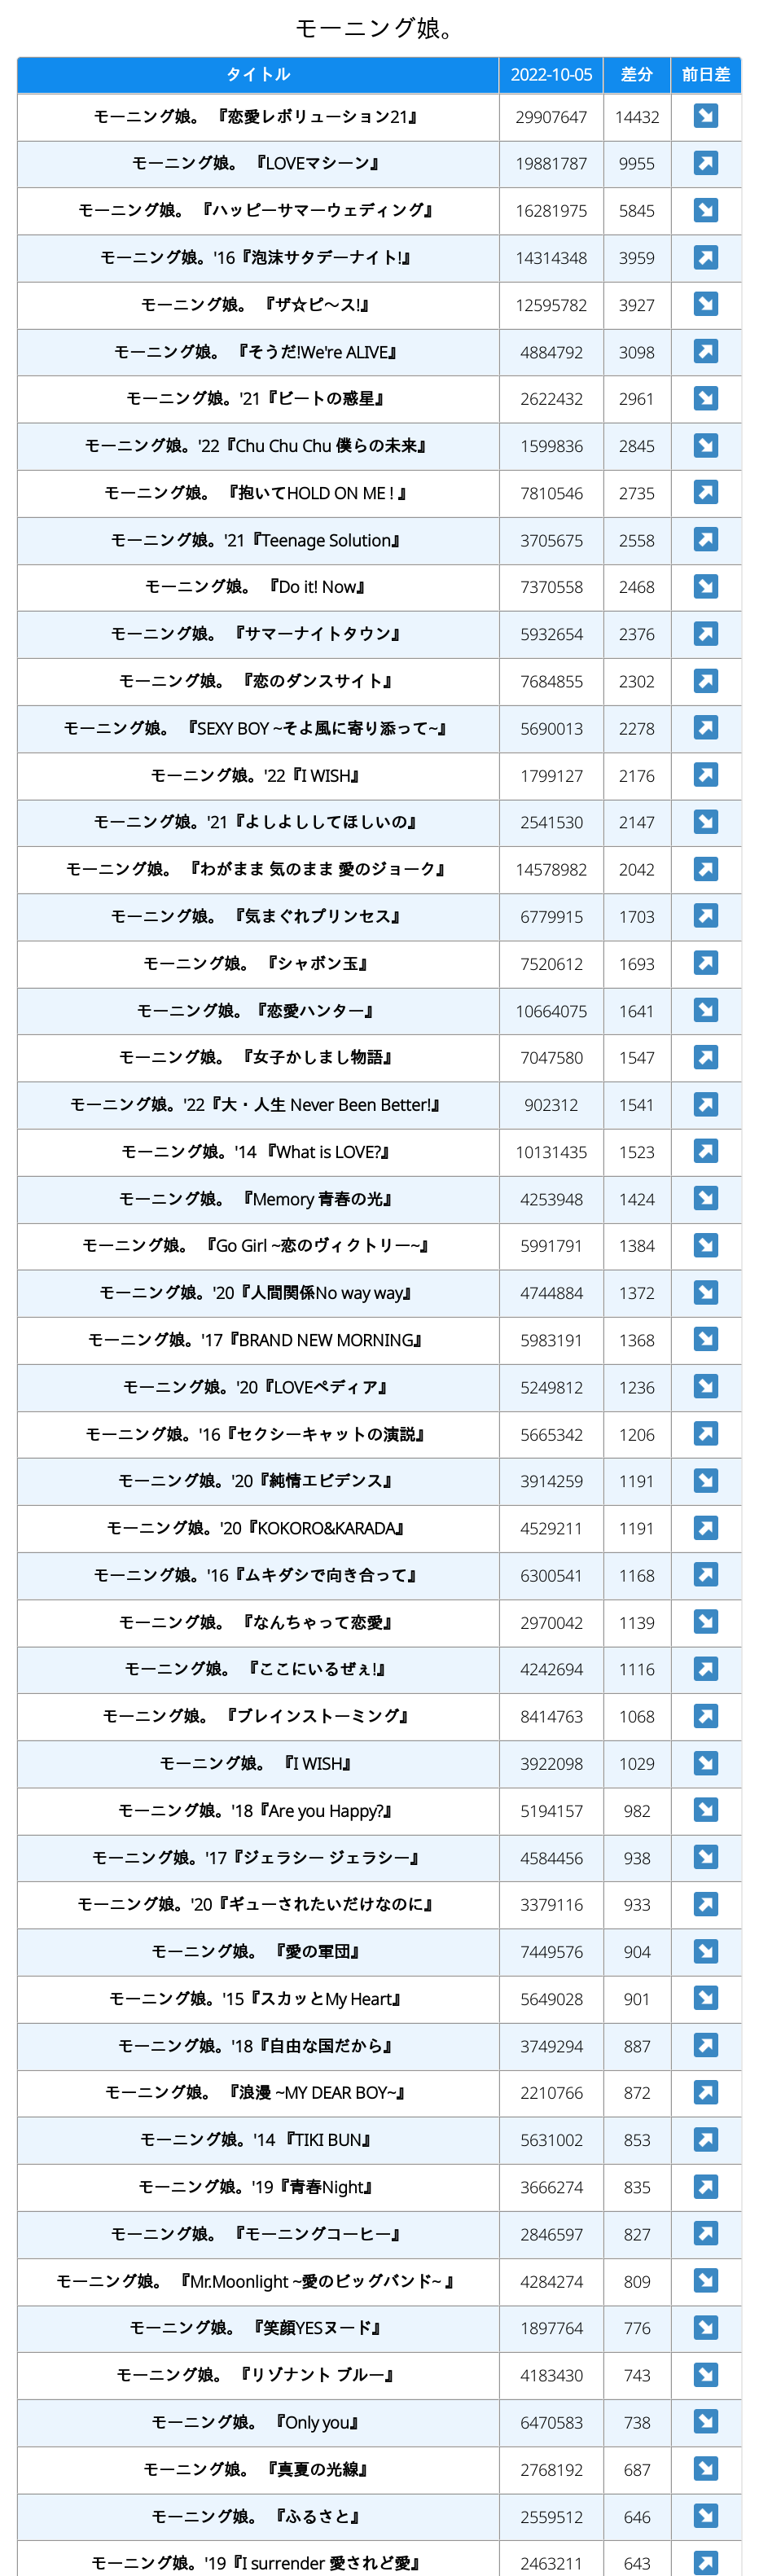 モーニング娘。
タイトル 2022-10-05 差分 前日差
モーニング娘。 『恋愛レボリューション21』 29907647 14432 ↘
モーニング娘。 『LOVEマシーン』 19881787 9955 ↗
モーニング娘。 『ハッピーサマーウェディング』 16281975 5845 ↘
モーニング娘。'16『泡沫サタデーナイト!』 14314348 3959 ↗
モーニング娘。 『ザ☆ピ〜ス!』 12595782 3927 ↘
モーニング娘。 『そうだ!We're ALIVE』 4884792 3098 ↗
モーニング娘。'21『ビートの惑星』 2622432 2961 ↘
モーニング娘。'22『Chu Chu Chu 僕らの未来』 1599836 2845 ↘
モーニング娘。 『抱いてHOLD ON ME ! 』 7810546 2735 ↗
モーニング娘。'21『Teenage Solution』 3705675 2558 ↗
モーニング娘。 『Do it! Now』 7370558 2468 ↘
モーニング娘。 『サマーナイトタウン』 5932654 2376 ↗
モーニング娘。 『恋のダンスサイト』 7684855 2302 ↗
モーニング娘。 『SEXY BOY ~そよ風に寄り添って~』 5690013 2278 ↗
モーニング娘。'22『I WISH』 1799127 2176 ↗
モーニング娘。'21『よしよししてほしいの』 2541530 2147 ↘
モーニング娘。 『わがまま 気のまま 愛のジョーク』 14578982 2042 ↗
モーニング娘。 『気まぐれプリンセス』 6779915 1703 ↗
モーニング娘。 『シャボン玉』 7520612 1693 ↗
モーニング娘。『恋愛ハンター』 10664075 1641 ↘
モーニング娘。 『女子かしまし物語』 7047580 1547 ↗
モーニング娘。'22『大・人生 Never Been Better!』 902312 1541 ↗
モーニング娘。'14 『What is LOVE?』 10131435 1523 ↗
モーニング娘。 『Memory 青春の光』 4253948 1424 ↘
モーニング娘。 『Go Girl ~恋のヴィクトリー~』 5991791 1384 ↘
モーニング娘。'20『人間関係No way way』 4744884 1372 ↘
モーニング娘。'17『BRAND NEW MORNING』 5983191 1368 ↘
モーニング娘。'20『LOVEペディア』 5249812 1236 ↘
モーニング娘。'16『セクシーキャットの演説』 5665342 1206 ↗
モーニング娘。'20『純情エビデンス』 3914259 1191 ↘
モーニング娘。'20『KOKORO&KARADA』 4529211 1191 ↗
モーニング娘。'16『ムキダシで向き合って』 6300541 1168 ↗
モーニング娘。 『なんちゃって恋愛』 2970042 1139 ↘
モーニング娘。 『ここにいるぜぇ!』 4242694 1116 ↗
モーニング娘。 『ブレインストーミング』 8414763 1068 ↗
モーニング娘。 『I WISH』 3922098 1029 ↘
モーニング娘。'18『Are you Happy?』 5194157 982 ↘
モーニング娘。'17『ジェラシー ジェラシー』 4584456 938 ↘
モーニング娘。'20『ギューされたいだけなのに』 3379116 933 ↗
モーニング娘。 『愛の軍団』 7449576 904 ↘
モーニング娘。'15『スカッとMy Heart』 5649028 901 ↘
モーニング娘。'18『自由な国だから』 3749294 887 ↗
モーニング娘。 『浪漫 ~MY DEAR BOY~』 2210766 872 ↗
モーニング娘。'14 『TIKI BUN』 5631002 853 ↗
モーニング娘。'19『青春Night』 3666274 835 ↗
モーニング娘。 『モーニングコーヒー』 2846597 827 ↗
モーニング娘。 『Mr.Moonlight ~愛のビッグバンド~ 』 4284274 809 ↘
モーニング娘。 『笑顔YESヌード』 1897764 776 ↘
モーニング娘。 『リゾナント ブルー』 4183430 743 ↘
モーニング娘。 『Only you』 6470583 738 ↘
モーニング娘。 『真夏の光線』 2768192 687 ↘
モーニング娘。 『ふるさと』 2559512 646 ↘
モーニング娘。'19『I surrender 愛されど愛』 2463211 643 ↗